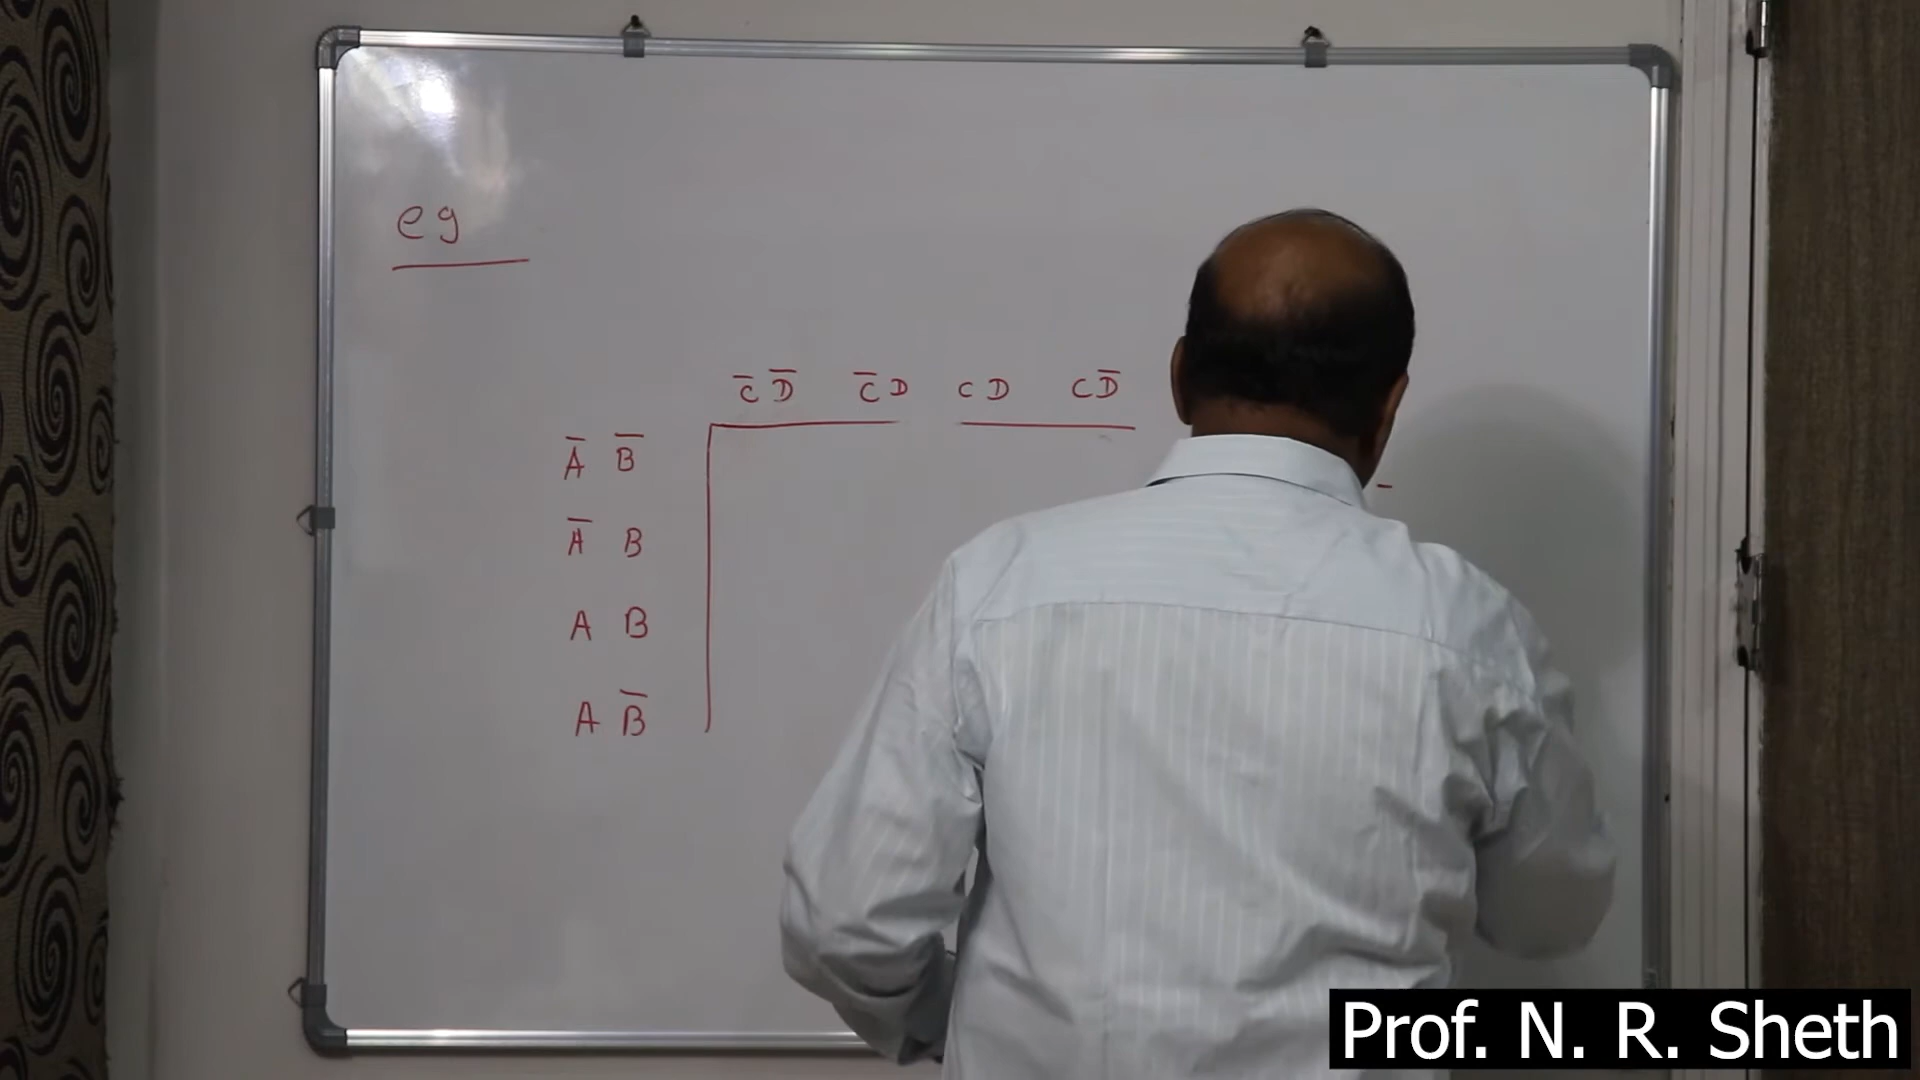 eg
C̅ D̅ C̅ D C D C D̅
A̅ B̅
A̅ B
A B
A B̅
Prof. N. R. Sheth